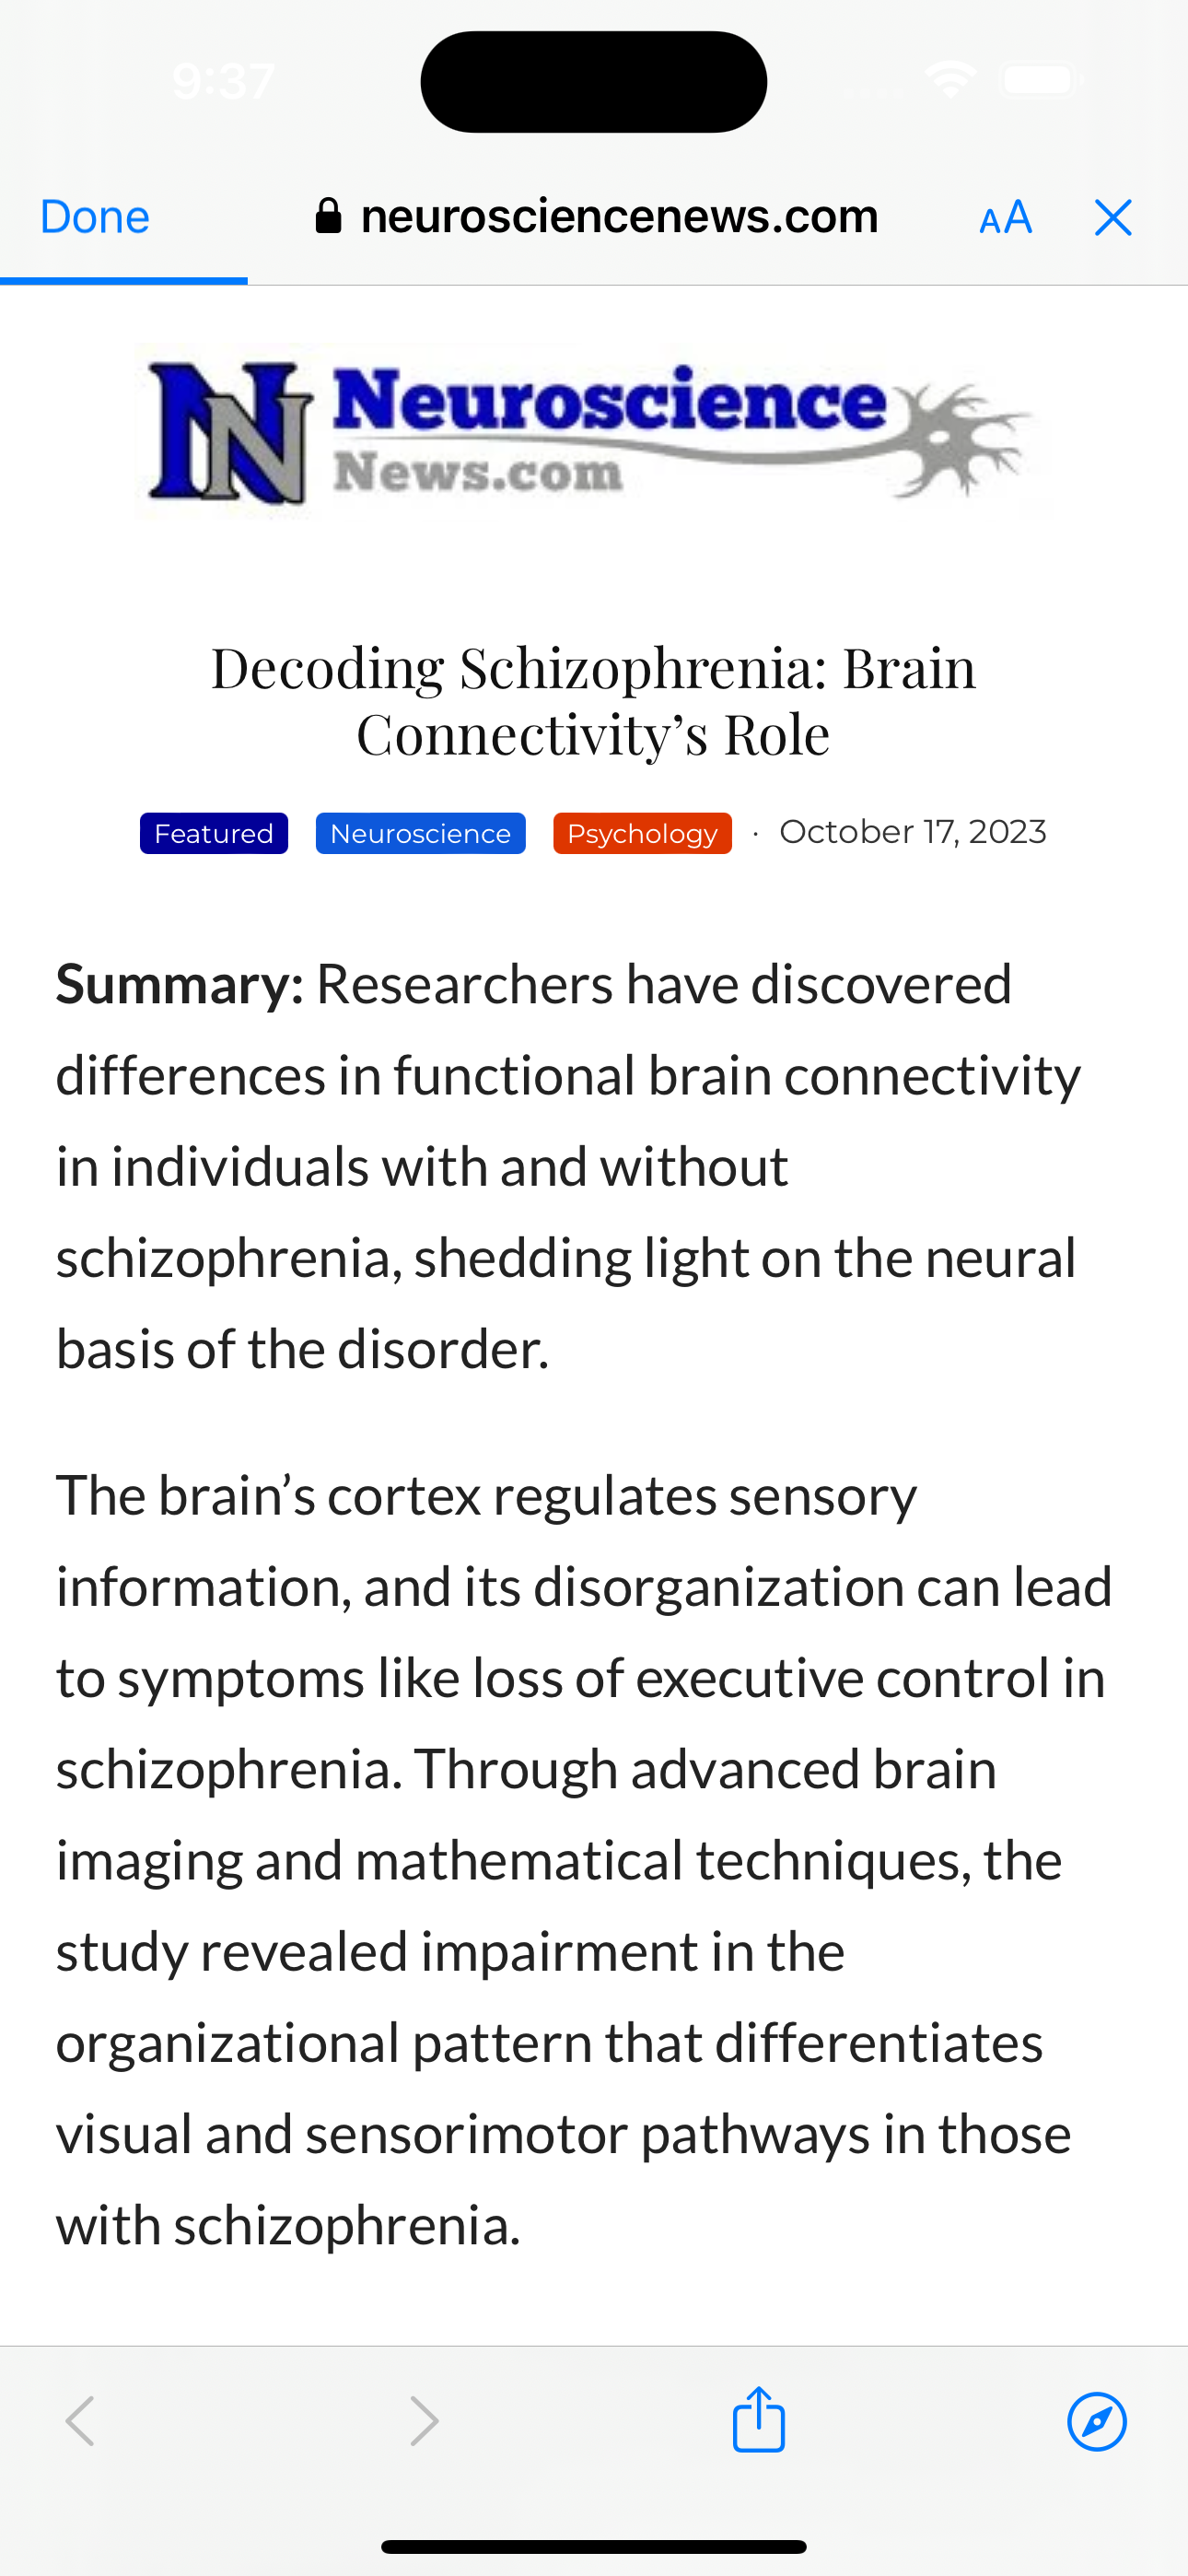 9:37
Done
neurosciencenews.com
AA
NN
Neuroscience
News.com
Decoding Schizophrenia: Brain
Connectivity’s Role
Featured Neuroscience Psychology · October 17, 2023
Summary: Researchers have discovered
differences in functional brain connectivity
in individuals with and without
schizophrenia, shedding light on the neural
basis of the disorder.
The brain’s cortex regulates sensory
information, and its disorganization can lead
to symptoms like loss of executive control in
schizophrenia. Through advanced brain
imaging and mathematical techniques, the
study revealed impairment in the
organizational pattern that differentiates
visual and sensorimotor pathways in those
with schizophrenia.